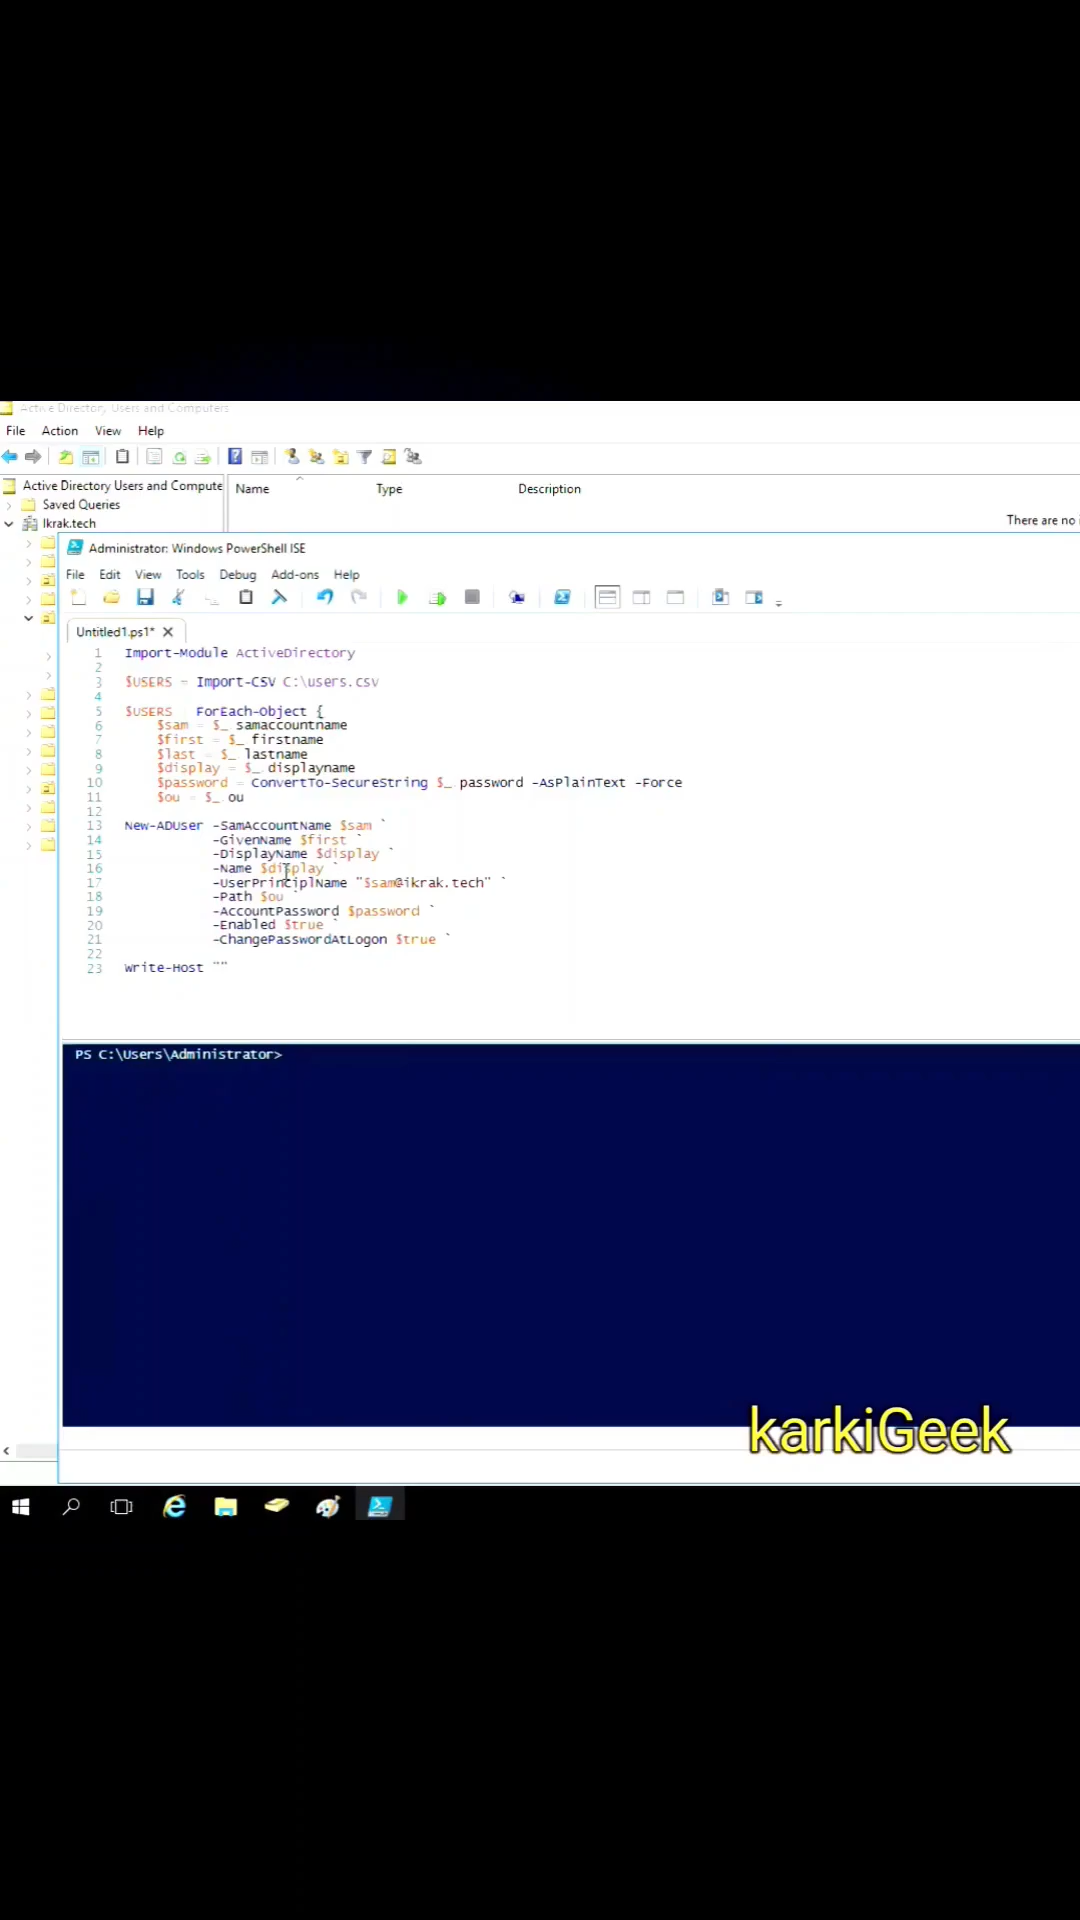 Active Directory Users and Computers
File Action View Help
Active Directory Users and Compute
Name Type Description
Saved Queries
Ikrak.tech
There are no
Administrator: Windows PowerShell ISE
File Edit View Tools Debug Add-ons Help
Untitled1.ps1* X
1 Import-Module ActiveDirectory
2
3 $USERS = Import-CSV C:\users.csv
4
5 $USERS ForEach-Object {
6 $sam = $_ samaccountname
7 $first = $_ firstname
8 $last = $_ lastname
9 $display = $_ displayname
10 $password = ConvertTo-SecureString $_ password -AsPlainText -Force
11 $ou = $_ ou
12
13 New-ADUser -SamAccountName $sam `
14 -GivenName $first `
15 -DisplayName $display `
16 -Name $display `
17 -UserPrinciplName "$sam@ikrak.tech" `
18 -Path $ou `
19 -AccountPassword $password `
20 -Enabled $true `
21 -ChangePasswordAtLogon $true `
22
23 Write-Host ""
PS C:\Users\Administrator>
karkiGeek